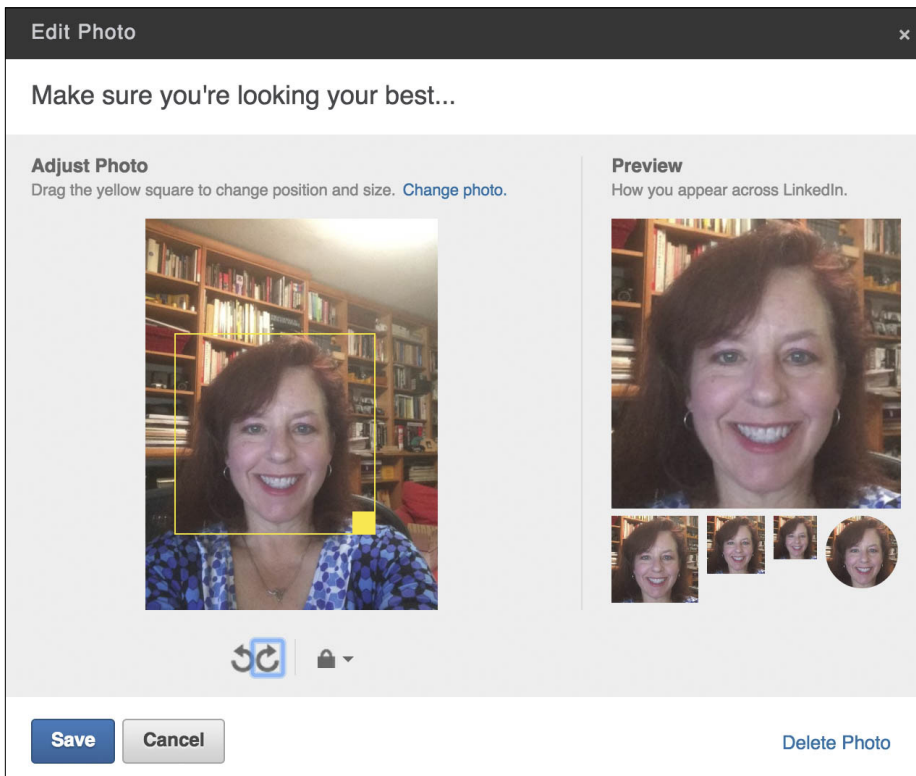 Edit Photo
×
Make sure you're looking your best...
Adjust Photo
Drag the yellow square to change position and size. Change photo.
Preview
How you appear across LinkedIn.
Save
Cancel
Delete Photo